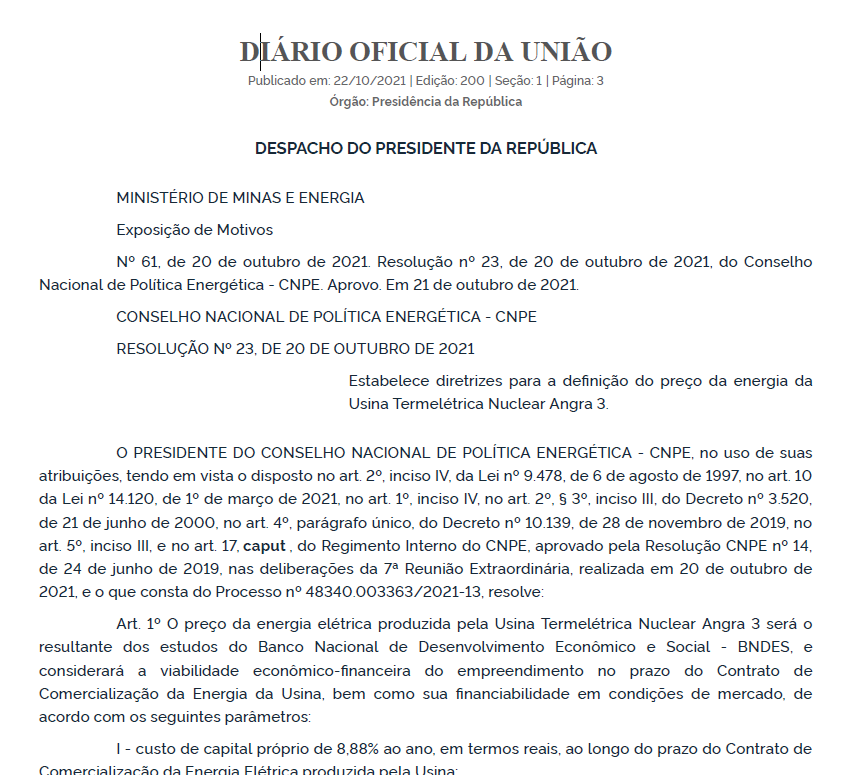 DIÁRIO OFICIAL DA UNIÃO
Publicado em: 22/10/2021 | Edição: 200 | Seção: 1 | Página: 3
Órgão: Presidência da República
DESPACHO DO PRESIDENTE DA REPÚBLICA
MINISTÉRIO DE MINAS E ENERGIA
Exposição de Motivos
Nº 61, de 20 de outubro de 2021. Resolução nº 23, de 20 de outubro de 2021, do Conselho
Nacional de Política Energética - CNPE. Aprovo. Em 21 de outubro de 2021.
CONSELHO NACIONAL DE POLÍTICA ENERGÉTICA - CNPE
RESOLUÇÃO Nº 23, DE 20 DE OUTUBRO DE 2021
Estabelece diretrizes para a definição do preço da energia da
Usina Termelétrica Nuclear Angra 3.
O PRESIDENTE DO CONSELHO NACIONAL DE POLÍTICA ENERGÉTICA - CNPE, no uso de suas
atribuições, tendo em vista o disposto no art. 2º, inciso IV, da Lei nº 9.478, de 6 de agosto de 1997, no art. 10
da Lei nº 14.120, de 1º de março de 2021, no art. 1º, inciso IV, no art. 2º, § 3º, inciso III, do Decreto nº 3.520,
de 21 de junho de 2000, no art. 4º, parágrafo único, do Decreto nº 10.139, de 28 de novembro de 2019, no
art. 5º, inciso III, e no art. 17, caput , do Regimento Interno do CNPE, aprovado pela Resolução CNPE nº 14,
de 24 de junho de 2019, nas deliberações da 7ª Reunião Extraordinária, realizada em 20 de outubro de
2021, e o que consta do Processo nº 48340.003363/2021-13, resolve:
Art. 1º O preço da energia elétrica produzida pela Usina Termelétrica Nuclear Angra 3 será o
resultante dos estudos do Banco Nacional de Desenvolvimento Econômico e Social - BNDES, e
considerará a viabilidade econômico-financeira do empreendimento no prazo do Contrato de
Comercialização da Energia da Usina, bem como sua financiabilidade em condições de mercado, de
acordo com os seguintes parâmetros:
I - custo de capital próprio de 8,88% ao ano, em termos reais, ao longo do prazo do Contrato de
Comercialização da Energia Elétrica produzida pela Usina;